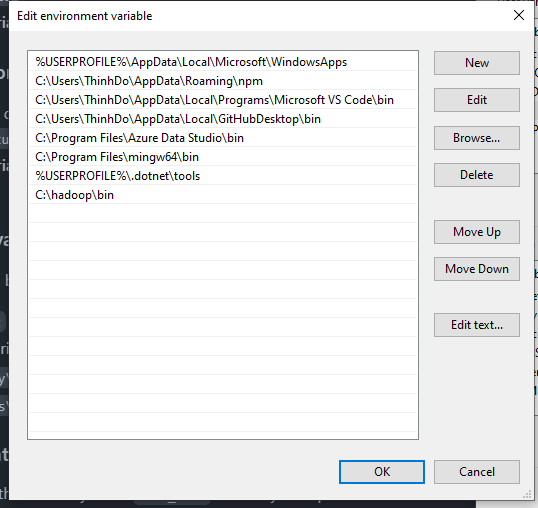 Edit environment variable
%USERPROFILE%\AppData\Local\Microsoft\WindowsApps
C:\Users\ThinhDo\AppData\Roaming\npm
C:\Users\ThinhDo\AppData\Local\Programs\Microsoft VS Code\bin
C:\Users\ThinhDo\AppData\Local\GitHubDesktop\bin
C:\Program Files\Azure Data Studio\bin
C:\Program Files\mingw64\bin
%USERPROFILE%\.dotnet\tools
C:\hadoop\bin
New
Edit
Browse...
Delete
Move Up
Move Down
Edit text...
OK
Cancel